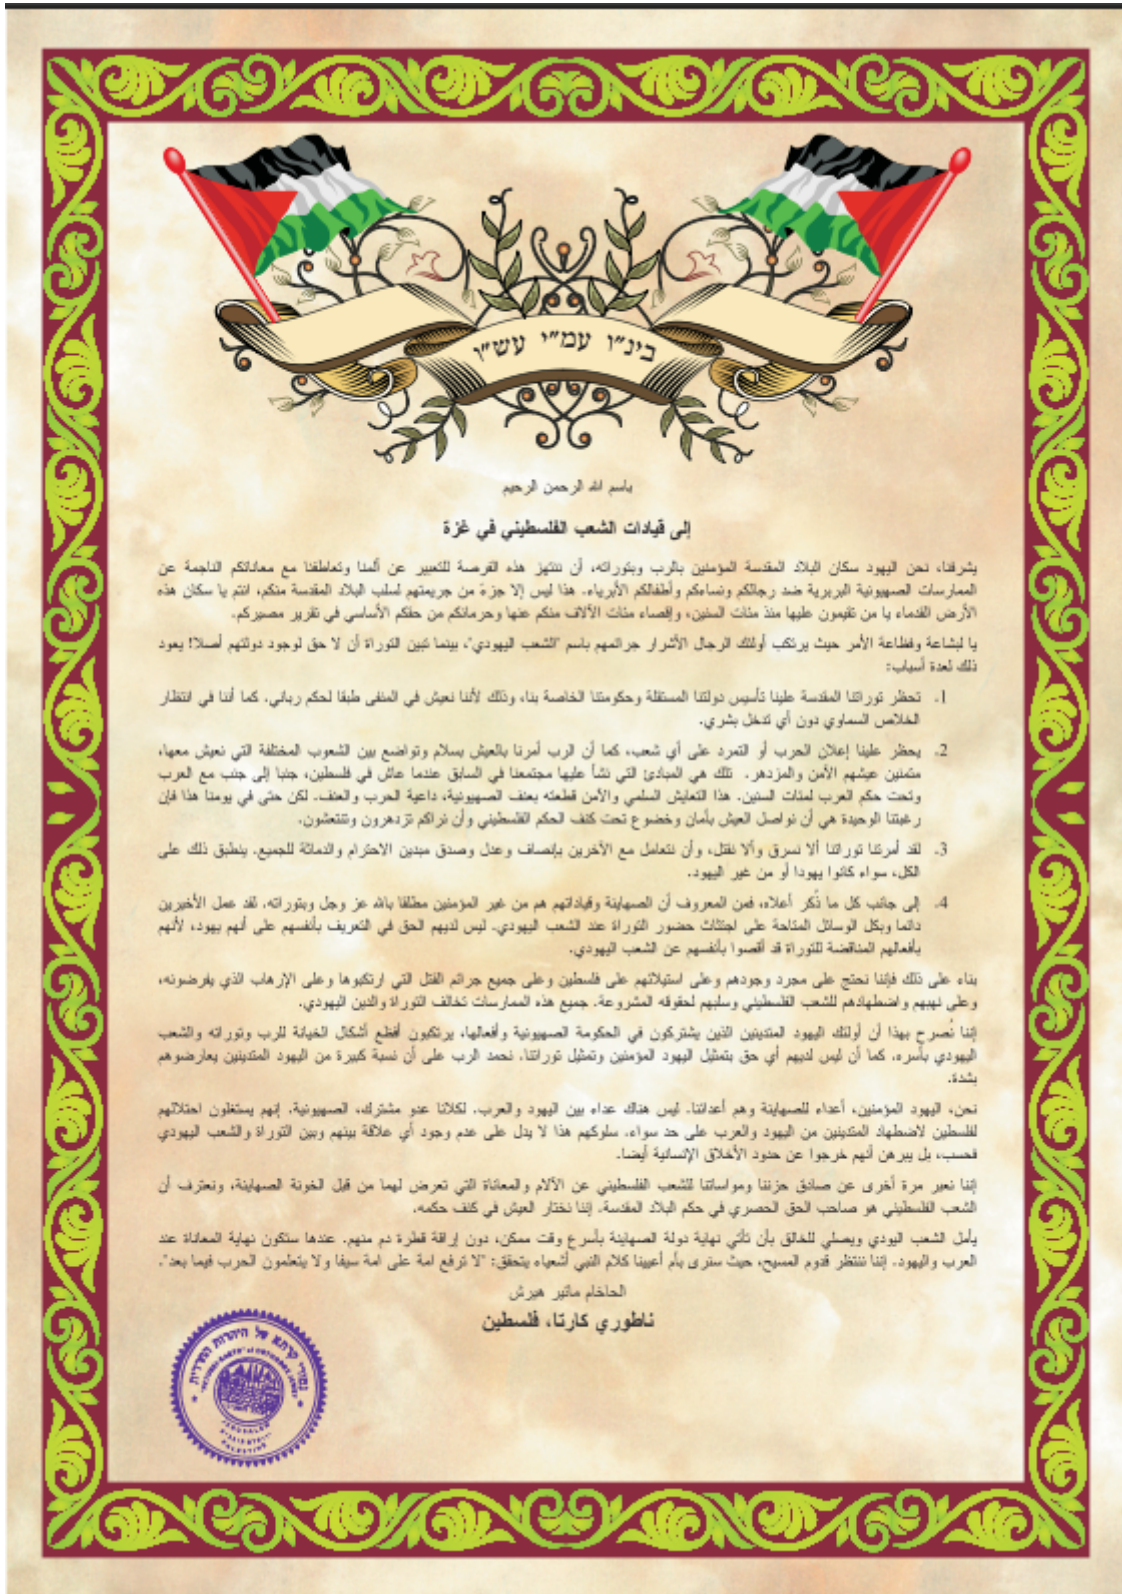 בינ"ו עמ"י עש"ו
باسم الله الرحمن الرحيم
إلى قيادات الشعب الفلسطيني في غزة
يشرفنا، نحن اليهود سكان البلاد المقدسة المؤمنين بالرب وبتوراته، أن ننتهز هذه الفرصة للتعبير عن ألمنا وتعاطفنا مع معاناتكم الناجمة عن
الممارسات الصهيونية البربرية ضد رجالكم ونساءكم وأطفالكم الأبرياء. هذا ليس إلا جزءً من جريمتهم لسلب البلاد المقدسة منكم، انتم يا سكان هذه
الأرض القدماء يا من تقيمون عليها منذ مئات السنين، وإقصاء مئات الآلاف منكم عنها وحرمانكم من حقكم الأساسي في تقرير مصيركم.
يا لبشاعة وفظاعة الأمر حيث يرتكب أولئك الرجال الأشرار جرائمهم باسم "الشعب اليهودي"، بينما تبين التوراة أن لا حق لوجود دولتهم أصلا! يعود
ذلك لعدة أسباب:
1. تحظر توراتنا المقدسة علينا تأسيس دولتنا المستقلة وحكومتنا الخاصة بنا، وذلك لأننا نعيش في المنفى طبقا لحكم رباني. كما أننا في انتظار
الخلاص السماوي دون أي تدخل بشري.
2. يحظر علينا إعلان الحرب أو التمرد على أي شعب، كما أن الرب أمرنا بالعيش بسلام وتواضع بين الشعوب المختلفة التي نعيش معها،
متمنين عيشهم الأمن والمزدهر. تلك هي المبادئ التي نشأ عليها مجتمعنا في السابق عندما عاش في فلسطين، جنبا إلى جنب مع العرب
وتحت حكم العرب لمئات السنين. هذا التعايش السلمي والأمن قطعته بعنف الصهيونية، داعية الحرب والعنف. لكن حتى في يومنا هذا فإن
رغبتنا الوحيدة هي أن نواصل العيش بأمان وخضوع تحت كنف الحكم الفلسطيني وأن نراكم تزدهرون وتنتعشون.
3. لقد أمرتنا توراتنا ألا نسرق وألا نقتل، وأن نتعامل مع الآخرين بإنصاف وعدل وصدق مبدين الاحترام والدماثة للجميع. ينطبق ذلك على
الكل، سواء كانوا يهودا أو من غير اليهود.
4. إلى جانب كل ما ذُكر أعلاه، فمن المعروف أن الصهاينة وقياداتهم هم من غير المؤمنين مطلقا بالله عز وجل وبتوراته. لقد عمل الأخيرين
دائما وبكل الوسائل المتاحة على اجتثاث حضور التوراة عند الشعب اليهودي. ليس لديهم الحق في التعريف بأنفسهم على أنهم يهود، لأنهم
بأفعالهم المناقضة للتوراة قد أقصوا بأنفسهم عن الشعب اليهودي.
بناء على ذلك فإننا نحتج على مجرد وجودهم وعلى استيلائهم على فلسطين وعلى جميع جرائم القتل التي ارتكبوها وعلى الإرهاب الذي يفرضونه،
وعلى نهبهم واضطهادهم للشعب الفلسطيني وسلبهم لحقوقه المشروعة. جميع هذه الممارسات تخالف التوراة والدين اليهودي.
إننا نُصرح بهذا أن أولئك اليهود المتدينين الذين يشتركون في الحكومة الصهيونية وأفعالها، يرتكبون أفظع أشكال الخيانة للرب وتوراته والشعب
اليهودي بأسره. كما أن ليس لديهم أي حق بتمثيل اليهود المؤمنين وتمثيل توراتنا. نحمد الرب على أن نسبة كبيرة من اليهود المتدينين يعارضوهم
بشدة.
نحن، اليهود المؤمنين، أعداء للصهاينة وهم أعدائنا. ليس هناك عداء بين اليهود والعرب. لكلانا عدو مشترك، الصهيونية. إنهم يستغلون احتلالهم
لفلسطين لاضطهاد المتدينين من اليهود والعرب على حد سواء. سلوكهم هذا لا يدل على عدم وجود أي علاقة بينهم وبين التوراة والشعب اليهودي
فحسب، بل يبرهن أنهم خرجوا عن حدود الأخلاق الإنسانية أيضا.
إننا نعبر مرة أخرى عن صادق حزننا ومواساتنا للشعب الفلسطيني عن الآلام والمعاناة التي تعرض لهما من قبل الخونة الصهاينة، ونعترف أن
الشعب الفلسطيني هو صاحب الحق الحصري في حكم البلاد المقدسة. إننا نختار العيش في كنف حكمه.
يأمل الشعب اليودي ويصلي للخالق بأن تأتي نهاية دولة الصهاينة بأسرع وقت ممكن، دون إراقة قطرة دم منهم. عندها ستكون نهاية المعاناة عند
العرب واليهود. إننا ننتظر قدوم المسيح، حيث سنرى بأم أعيننا كلام النبي أشعياه يتحقق: "لا ترفع امة على امة سيفا ولا يتعلمون الحرب فيما بعد".
الحاخام مائير هيرش
ناطوري كارتا، فلسطين
נטורי קרתא של היהדות החרדית
"NETUREI KARTA" of ORTHODOX JEWRY
JERUSALEM
PALESTINE